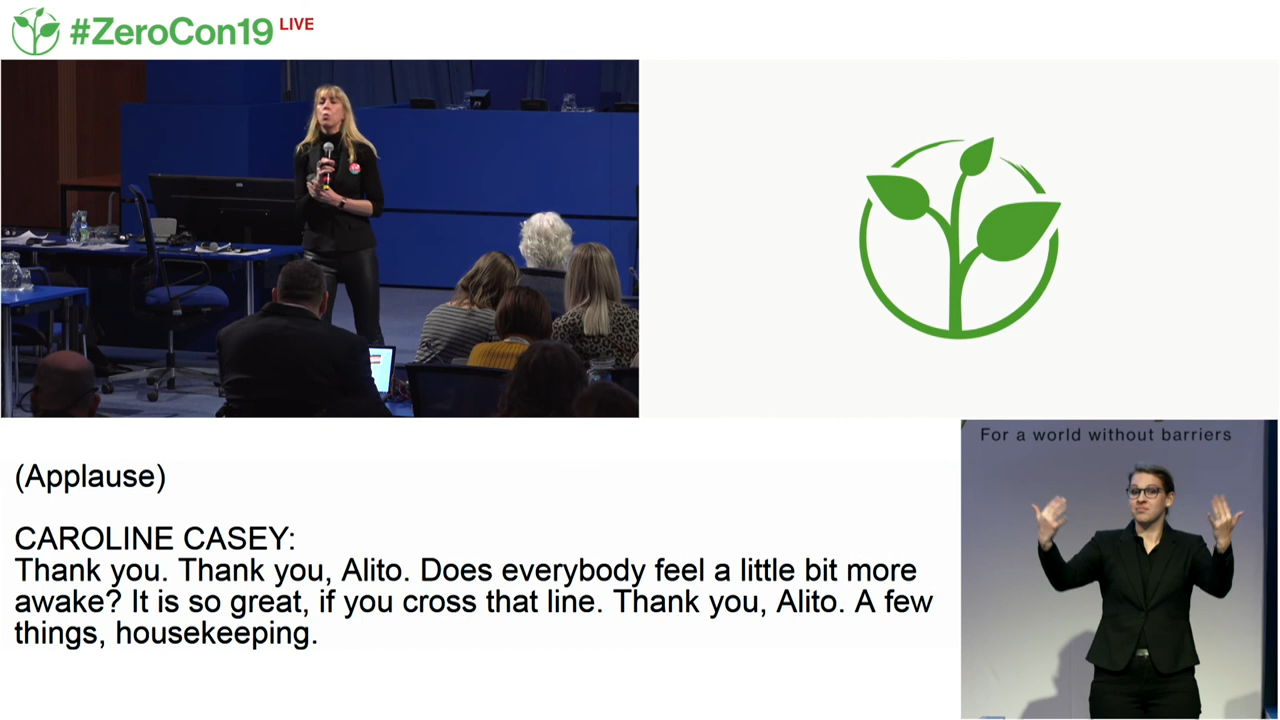 #ZeroCon19 LIVE
For a world without barriers
(Applause)
CAROLINE CASEY:
Thank you. Thank you, Alito. Does everybody feel a little bit more
awake? It is so great, if you cross that line. Thank you, Alito. A few
things, housekeeping.